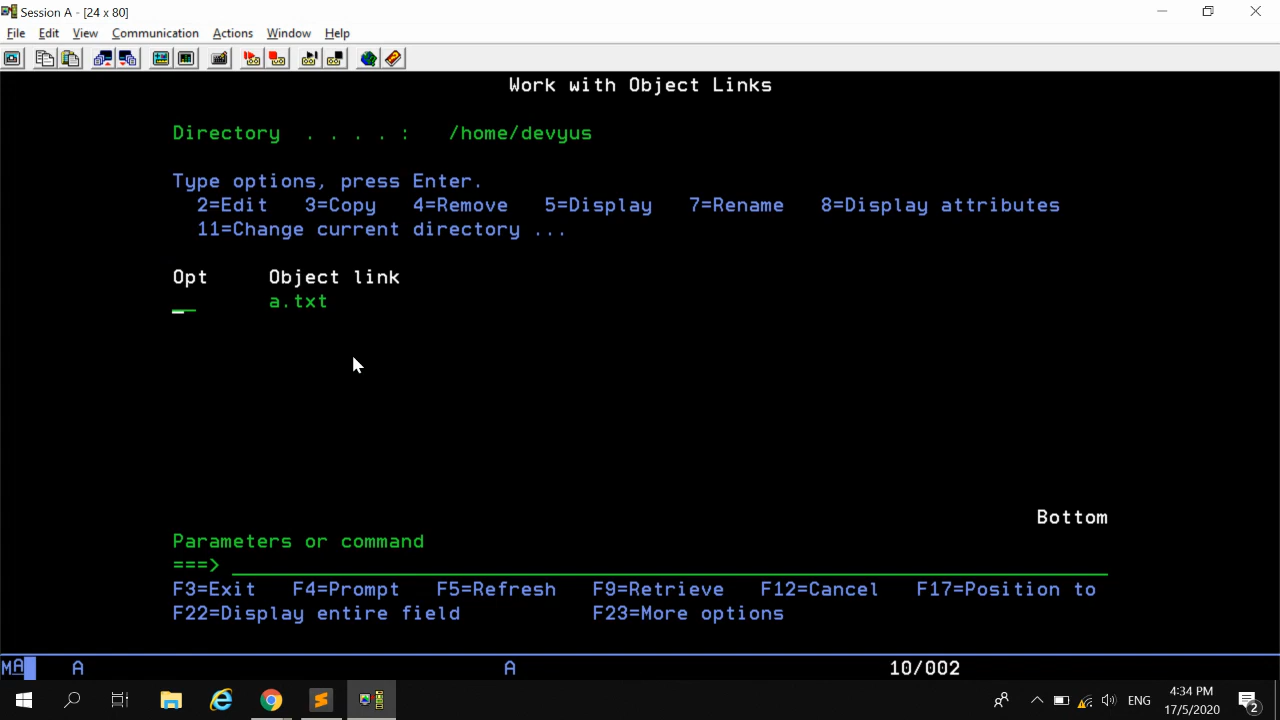 Session A - [24 x 80]
File Edit View Communication Actions Window Help
Work with Object Links
Directory . . . . : /home/devyus
Type options, press Enter.
2=Edit 3=Copy 4=Remove 5=Display 7=Rename 8=Display attributes
11=Change current directory ...
Opt Object link
a.txt
Bottom
Parameters or command
===>
F3=Exit F4=Prompt F5=Refresh F9=Retrieve F12=Cancel F17=Position to
F22=Display entire field F23=More options
MA A A 10/002
ENG
4:34 PM
17/5/2020
2